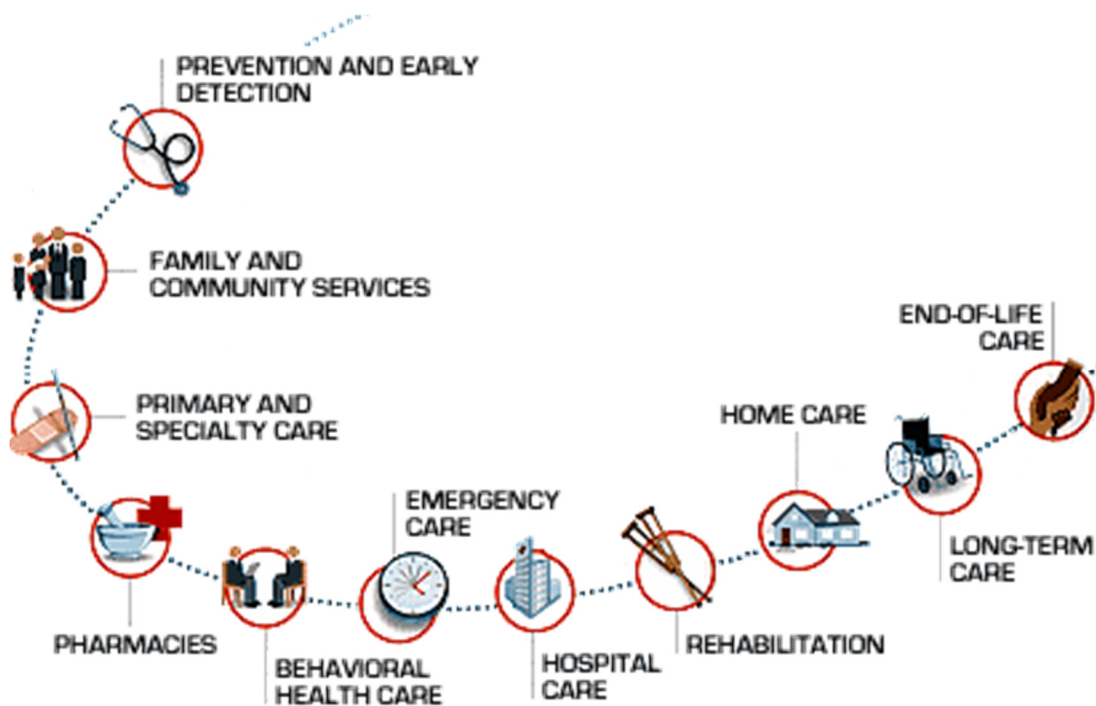 PREVENTION AND EARLY
DETECTION
FAMILY AND
COMMUNITY SERVICES
PRIMARY AND
SPECIALTY CARE
PHARMACIES
BEHAVIORAL
HEALTH CARE
EMERGENCY
CARE
HOSPITAL
CARE
REHABILITATION
HOME CARE
LONG-TERM
CARE
END-OF-LIFE
CARE